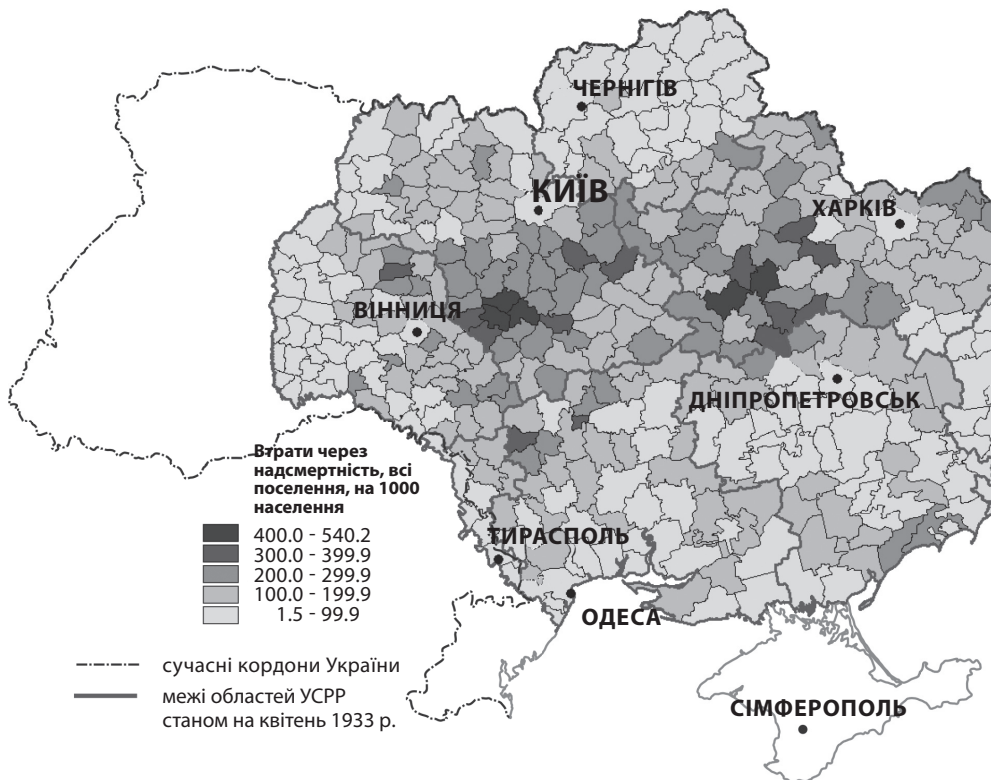 ЧЕРНІГІВ
КИЇВ
ХАРКІВ
ВІННИЦЯ
ДНІПРОПЕТРОВСЬК
Втрати через
надсмертність, всі
поселення, на 1000
населення
400.0 - 540.2
300.0 - 399.9
200.0 - 299.9
100.0 - 199.9
1.5 - 99.9
ТИРАСПОЛЬ
ОДЕСА
сучасні кордони України
межі областей УСРР
станом на квітень 1933 р.
СІМФЕРОПОЛЬ